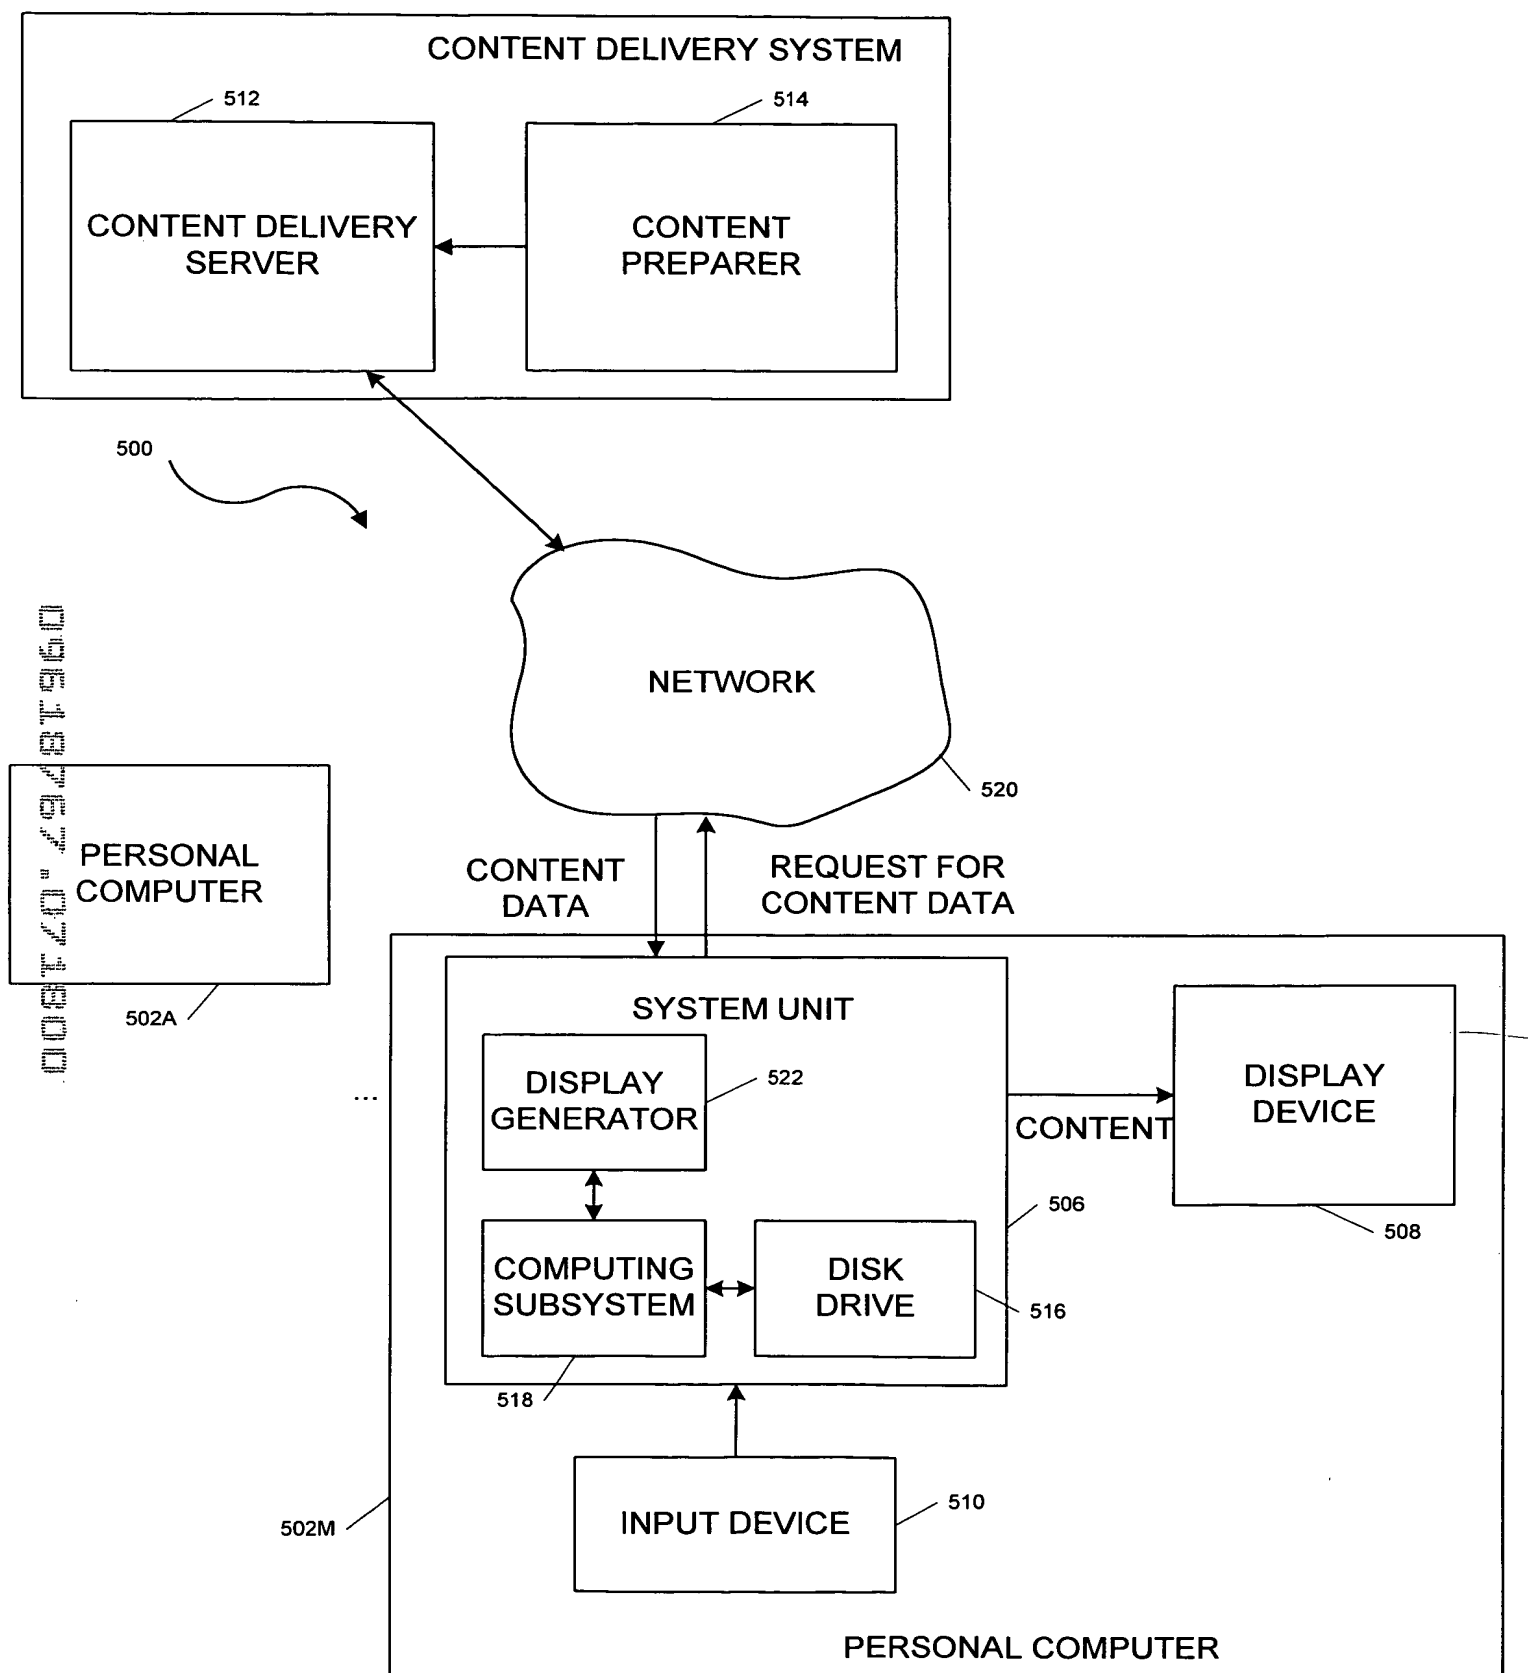 CONTENT DELIVERY SYSTEM
512
514
CONTENT DELIVERY
SERVER
CONTENT
PREPARER
500
NETWORK
520
09618767.071800
PERSONAL
COMPUTER
502A
CONTENT
DATA
REQUEST FOR
CONTENT DATA
SYSTEM UNIT
DISPLAY
GENERATOR
522
DISPLAY
DEVICE
CONTENT
...
506
508
COMPUTING
SUBSYSTEM
DISK
DRIVE
516
518
INPUT DEVICE
510
502M
PERSONAL COMPUTER